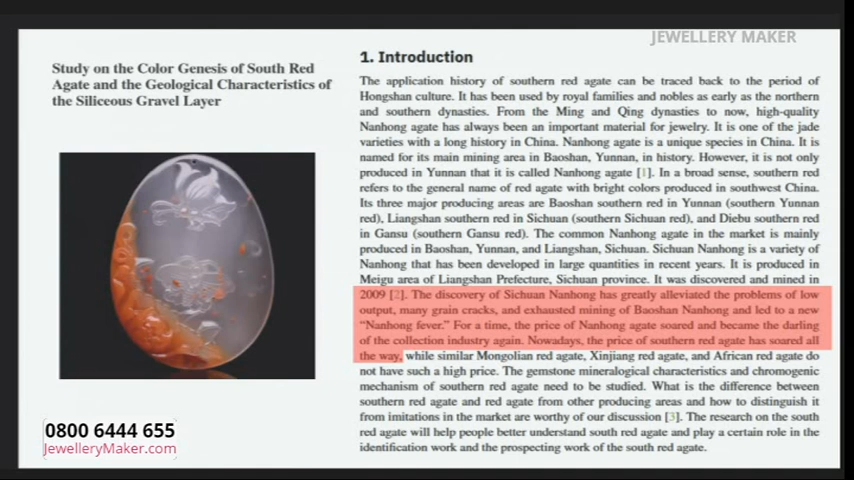 JEWELLERY MAKER
Study on the Color Genesis of South Red
Agate and the Geological Characteristics of
the Siliceous Gravel Layer
1. Introduction
The application history of southern red agate can be traced back to the period of
Hongshan culture. It has been used by royal families and nobles as early as the northern
and southern dynasties. From the Ming and Qing dynasties to now, high-quality
Nanhong agate has always been an important material for jewelry. It is one of the jade
varieties with a long history in China. Nanhong agate is a unique species in China. It is
named for its main mining area in Baoshan, Yunnan, in history. However, it is not only
produced in Yunnan that it is called Nanhong agate [1]. In a broad sense, southern red
refers to the general name of red agate with bright colors produced in southwest China.
Its three major producing areas are Baoshan southern red in Yunnan (southern Yunnan
red), Liangshan southern red in Sichuan (southern Sichuan red), and Diebu southern red
in Gansu (southern Gansu red). The common Nanhong agate in the market is mainly
produced in Baoshan, Yunnan, and Liangshan, Sichuan. Sichuan Nanhong is a variety of
Nanhong that has been developed in large quantities in recent years. It is produced in
Meigu area of Liangshan Prefecture, Sichuan province. It was discovered and mined in
2009 [2]. The discovery of Sichuan Nanhong has greatly alleviated the problems of low
output, many grain cracks, and exhausted mining of Baoshan Nanhong and led to a new
“Nanhong fever.” For a time, the price of Nanhong agate soared and became the darling
of the collection industry again. Nowadays, the price of southern red agate has soared all
the way, while similar Mongolian red agate, Xinjiang red agate, and African red agate do
not have such a high price. The gemstone mineralogical characteristics and chromogenic
mechanism of southern red agate need to be studied. What is the difference between
southern red agate and red agate from other producing areas and how to distinguish it
from imitations in the market are worthy of our discussion [3]. The research on the south
red agate will help people better understand south red agate and play a certain role in the
identification work and the prospecting work of the south red agate.
0800 6444 655
JewelleryMaker.com